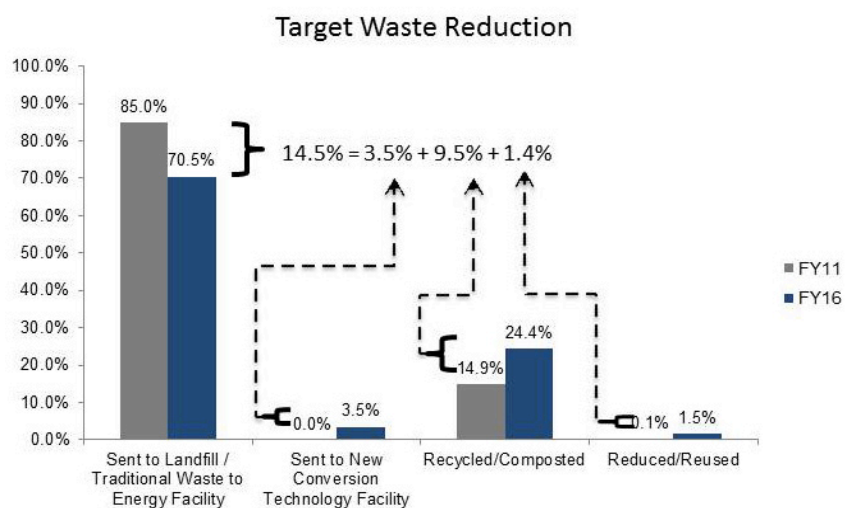 Target Waste Reduction
100.0%
90.0%
80.0%
70.0%
60.0%
50.0%
40.0%
30.0%
20.0%
10.0%
0.0%
85.0%
70.5%
14.5% = 3.5% + 9.5% + 1.4%
0.0%
3.5%
14.9%
24.4%
0.1%
1.5%
FY11
FY16
Sent to Landfill /
Traditional Waste to
Energy Facility
Sent to New
Conversion
Technology Facility
Recycled/Composted
Reduced/Reused